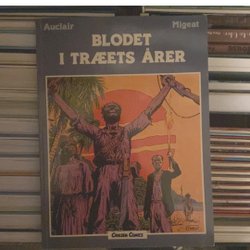 Auclair
Migeat
BLODET
I TRÆETS ÅRER
CARLSEN COMICS